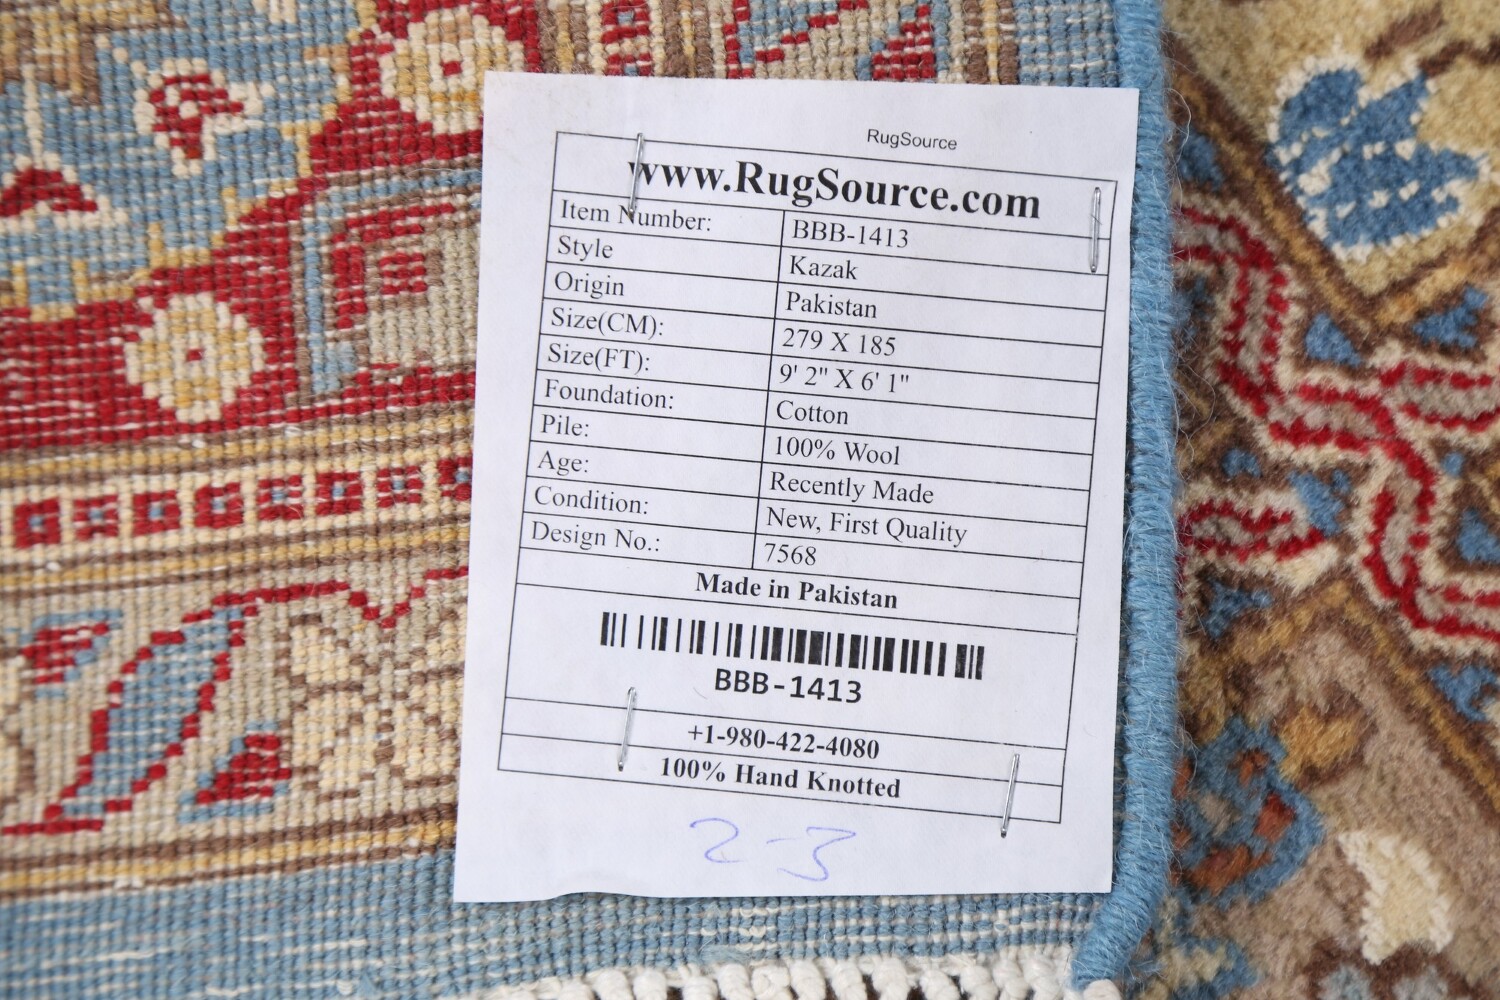 RugSource
www.RugSource.com
Item Number: BBB-1413
Style Kazak
Origin Pakistan
Size(CM): 279 X 185
Size(FT): 9' 2" X 6' 1"
Foundation: Cotton
Pile: 100% Wool
Age: Recently Made
Condition: New, First Quality
Design No.: 7568
Made in Pakistan
BBB-1413
+1-980-422-4080
100% Hand Knotted
2-3